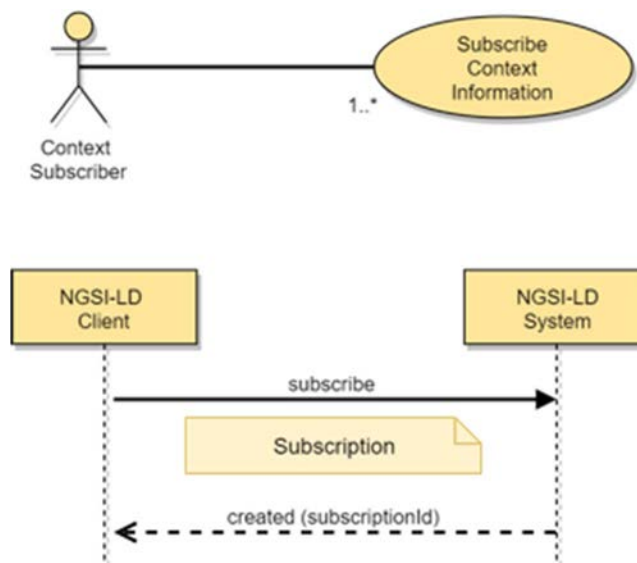 Subscribe
Context
Information
1..*
Context
Subscriber
NGSI-LD
Client
NGSI-LD
System
subscribe
Subscription
created (subscriptionId)